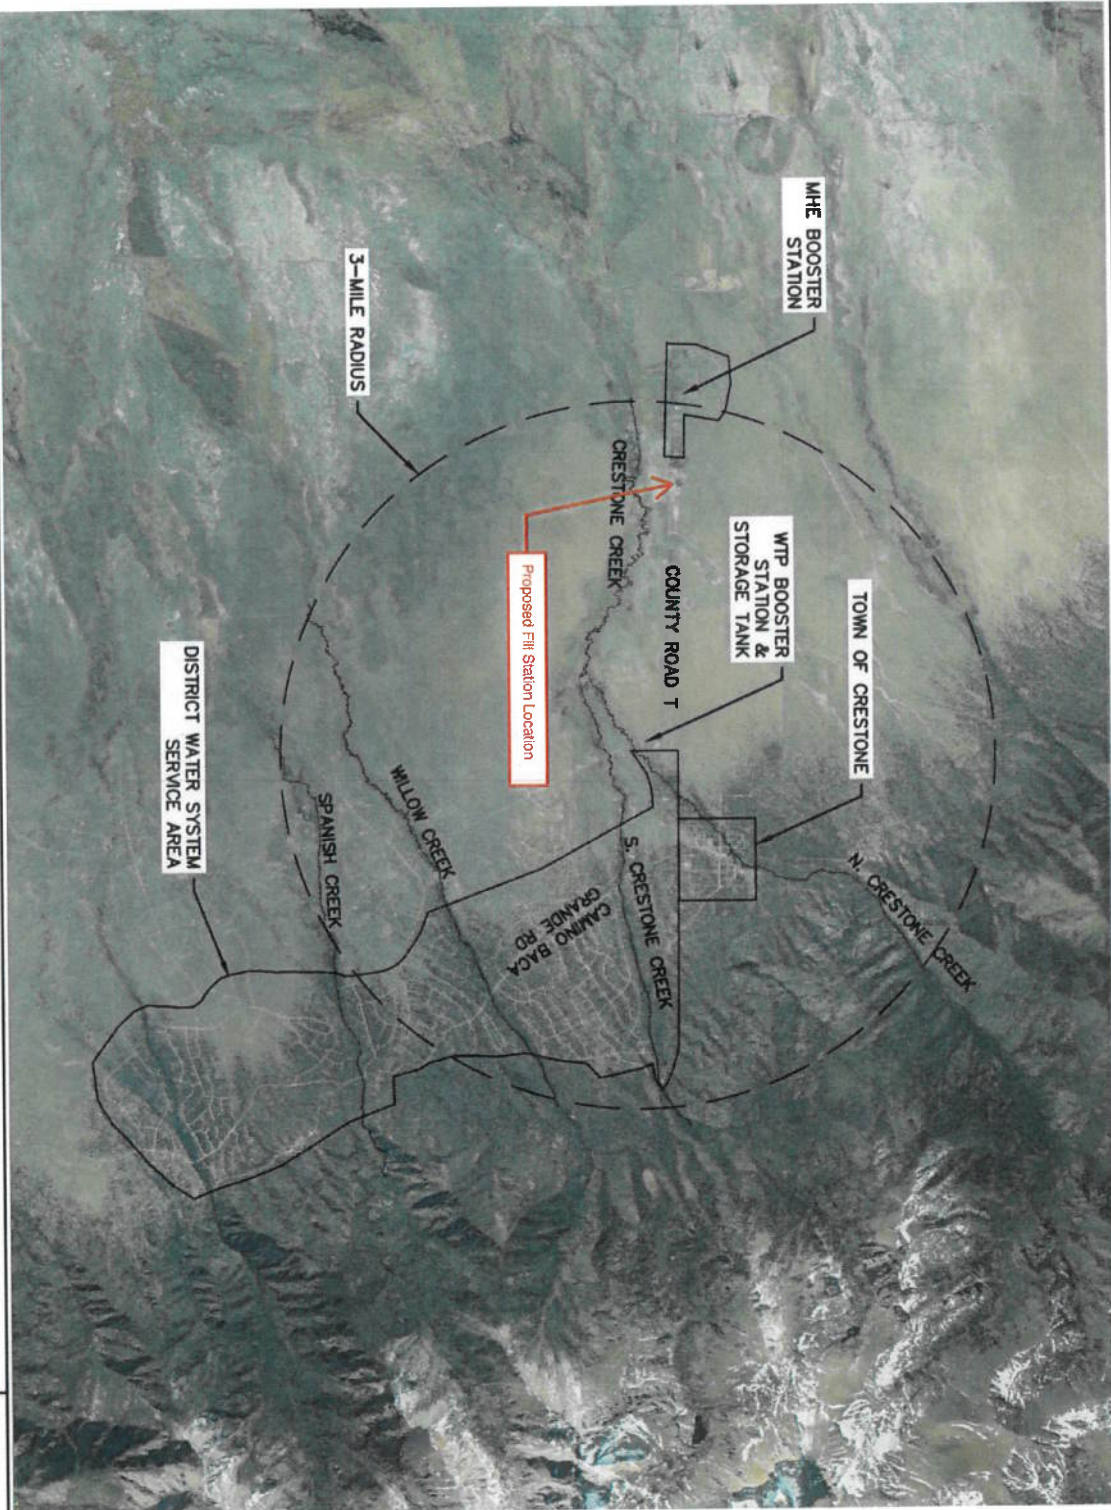 MHE BOOSTER
STATION
TOWN OF CRESTONE
WTP BOOSTER
STATION &
STORAGE TANK
N. CRESTONE CREEK
COUNTY ROAD T
CRESTONE CREEK
S. CRESTONE CREEK
3-MILE RADIUS
Proposed Fill Station Location
CAMINO BACA
GRANDE RD
WILLOW CREEK
SPANISH CREEK
DISTRICT WATER SYSTEM
SERVICE AREA